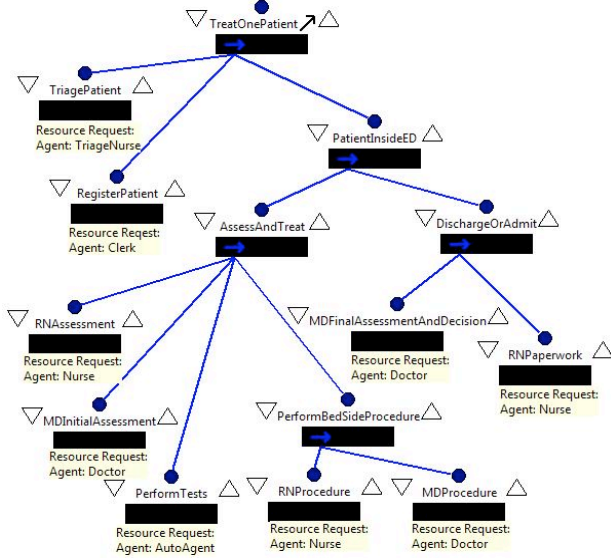 TreatOnePatient
TriagePatient
Resource Request:
Agent: TriageNurse
PatientInsideED
RegisterPatient
Resource Reqest:
Agent: Clerk
AssessAndTreat
DischargeOrAdmit
RNAssessment
Resource Request:
Agent: Nurse
MDFinalAssessmentAndDecision
Resource Request:
Agent: Doctor
RNPaperwork
Resource Request:
Agent: Nurse
MDInitialAssessment
Resource Request:
Agent: Doctor
PerformBedSideProcedure
PerformTests
Resource Request:
Agent: AutoAgent
RNProcedure
Resource Request:
Agent: Nurse
MDProcedure
Resource Request:
Agent: Doctor